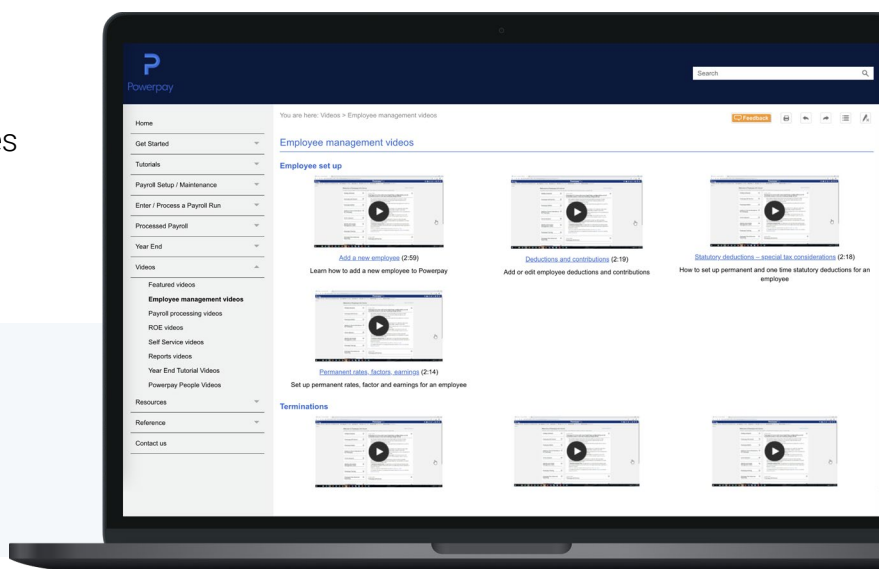 es
Powerpay
Search
You are here: Videos > Employee management videos
Feedback
Home
Get Started
Tutorials
Payroll Setup / Maintenance
Enter / Process a Payroll Run
Processed Payroll
Year End
Videos
Featured videos
Employee management videos
Payroll processing videos
ROE videos
Self Service videos
Reports videos
Year End Tutorial Videos
Powerpay People Videos
Resources
Reference
Contact us
Employee management videos
Employee set up
Add a new employee (2:59)
Learn how to add a new employee to Powerpay
Deductions and contributions (2:19)
Add or edit employee deductions and contributions
Statutory deductions – special tax considerations (2:18)
How to set up permanent and one time statutory deductions for an
employee
Permanent rates, factors, earnings (2:14)
Set up permanent rates, factor and earnings for an employee
Terminations